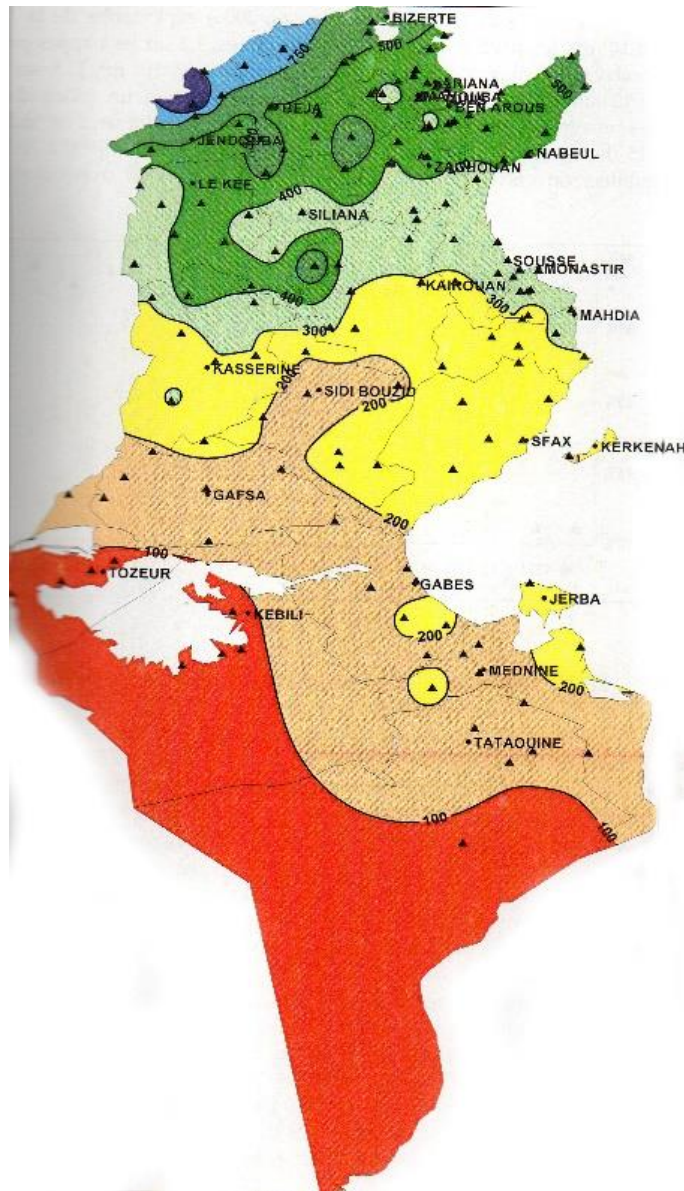 BIZERTE
750
500
ARIANA
BEN AROUS
BEJA
500
JENDOUBA
NABEUL
ZAGHOUAN
LE KEF
400
SILIANA
SOUSSE
MONASTIR
KAIROUAN
400
300
MAHDIA
300
KASSERINE
200
SIDI BOUZID
200
SFAX
KERKENAH
GAFSA
200
100
TOZEUR
GABES
JERBA
KEBILI
200
MEDNINE
200
TATAOUINE
100
100